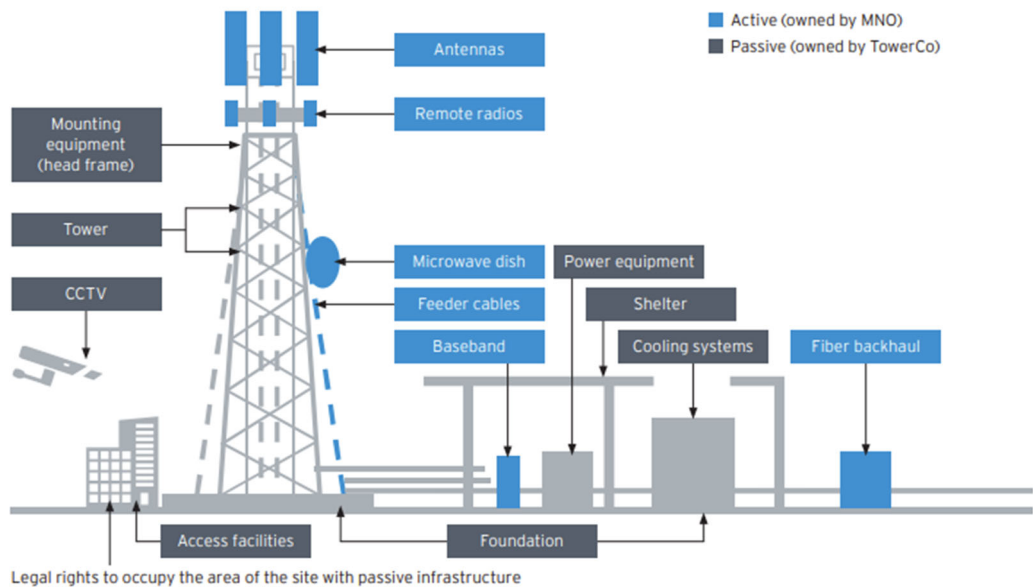 Active (owned by MNO)
Passive (owned by TowerCo)
Antennas
Remote radios
Mounting
equipment
(head frame)
Tower
CCTV
Microwave dish
Power equipment
Feeder cables
Shelter
Baseband
Cooling systems
Fiber backhaul
Access facilities
Foundation
Legal rights to occupy the area of the site with passive infrastructure